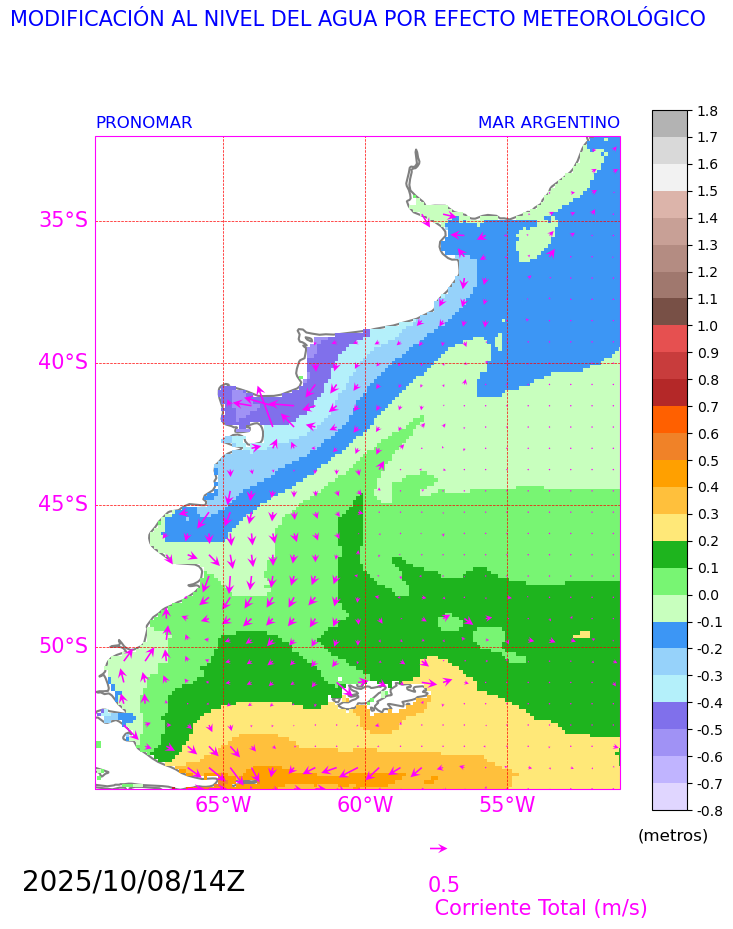 MODIFICACIÓN AL NIVEL DEL AGUA POR EFECTO METEOROLÓGICO
PRONOMAR
MAR ARGENTINO
35°S
40°S
45°S
50°S
65°W
60°W
55°W
1.8
1.7
1.6
1.5
1.4
1.3
1.2
1.1
1.0
0.9
0.8
0.7
0.6
0.5
0.4
0.3
0.2
0.1
0.0
-0.1
-0.2
-0.3
-0.4
-0.5
-0.6
-0.7
-0.8
(metros)
2025/10/08/14Z
0.5
Corriente Total (m/s)